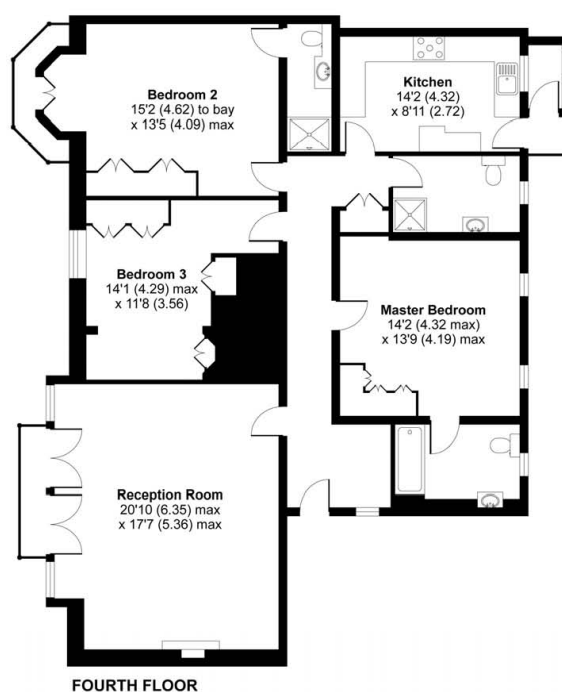 Bedroom 2
15'2 (4.62) to bay
x 13'5 (4.09) max
Kitchen
14'2 (4.32)
x 8'11 (2.72)
Bedroom 3
14'1 (4.29) max
x 11'8 (3.56)
Master Bedroom
14'2 (4.32 max)
x 13'9 (4.19) max
Reception Room
20'10 (6.35) max
x 17'7 (5.36) max
FOURTH FLOOR